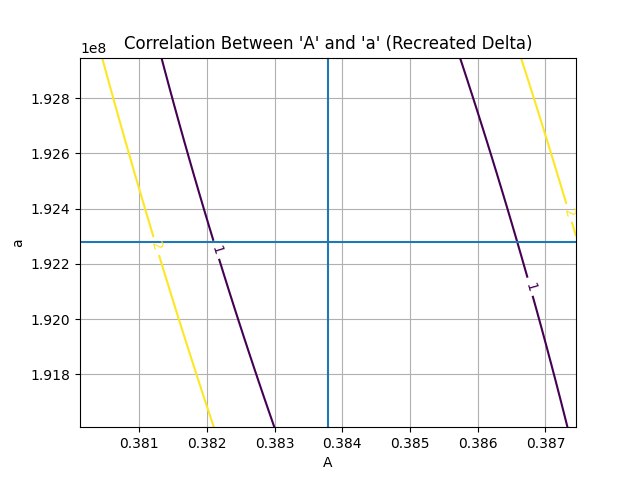 Correlation Between 'A' and 'a' (Recreated Delta)
1e8
1.928
1.926
1.924
1.922
1.920
1.918
a
2
1
2
1
0.381 0.382 0.383 0.384 0.385 0.386 0.387
A